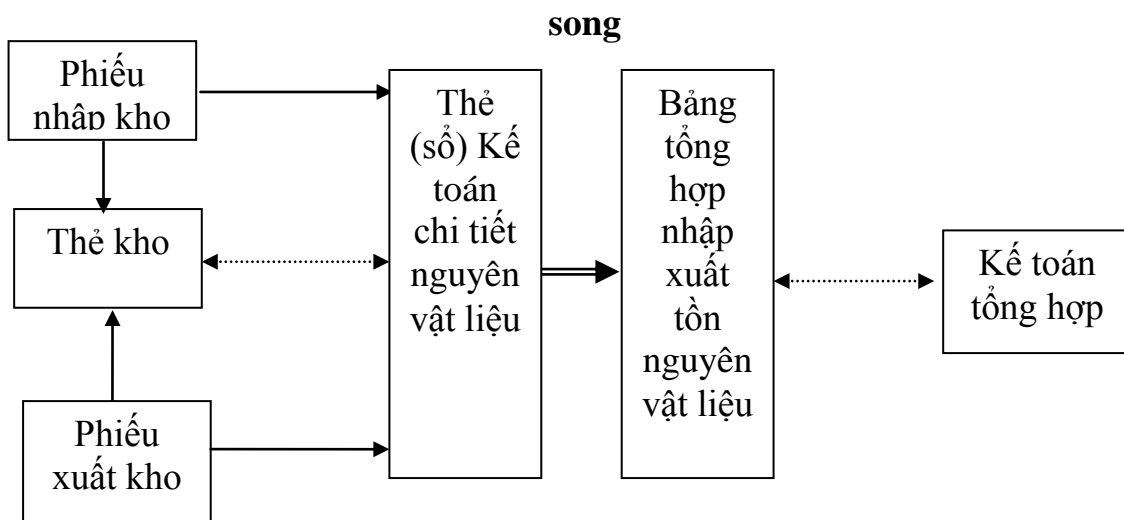 song
Phiếu
nhập kho
Thẻ kho
Phiếu
xuất kho
Thẻ
(sổ) Kế
toán
chi tiết
nguyên
vật liệu
Bảng
tổng
hợp
nhập
xuất
tồn
nguyên
vật liệu
Kế toán
tổng hợp